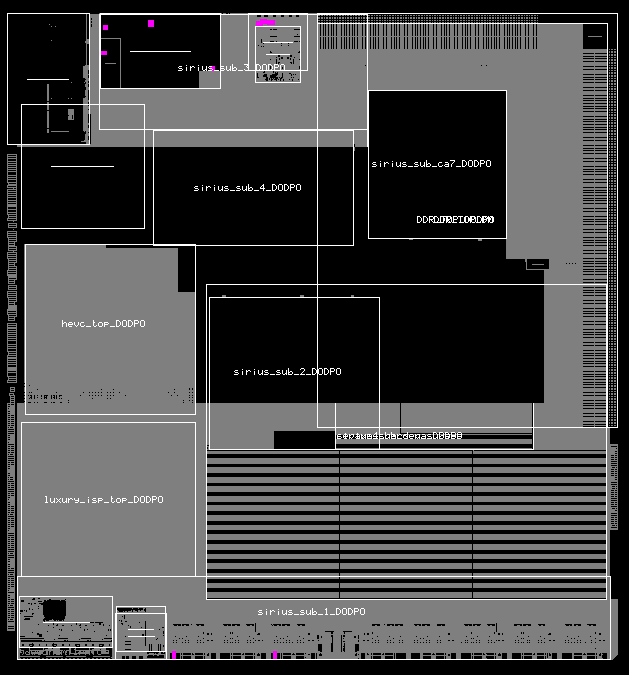 sirius_sub_3_DODPO
sirius_sub_ca7_DODPO
sirius_sub_4_DODPO
hevc_top_DODPO
sirius_sub_2_DODPO
luxury_isp_top_DODPO
sirius_sub_1_DODPO